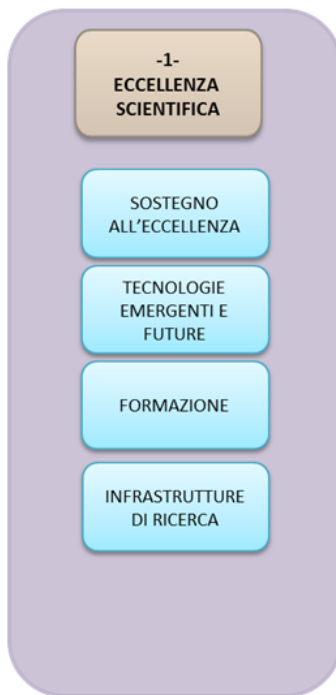 -1-
ECCELLENZA
SCIENTIFICA
SOSTEGNO
ALL'ECCELLENZA
TECNOLOGIE
EMERGENTI E
FUTURE
FORMAZIONE
INFRASTRUTTURE
DI RICERCA